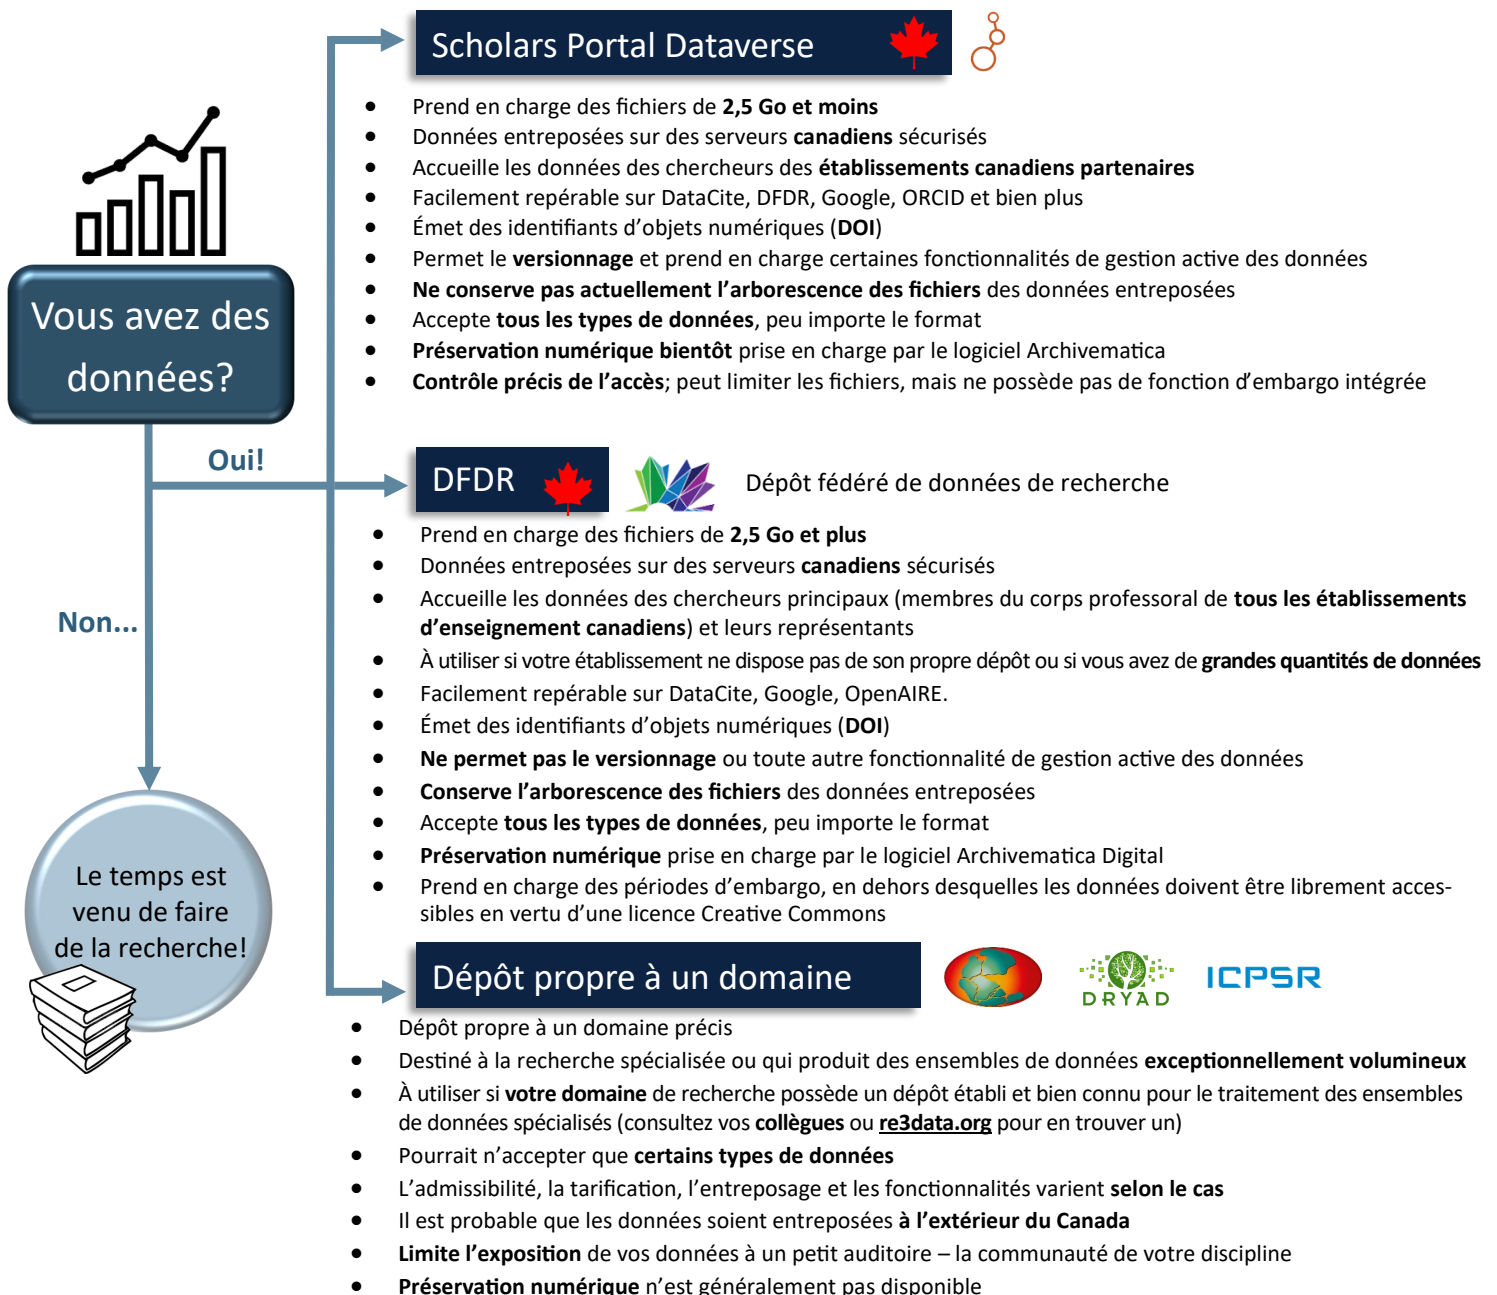 Scholars Portal Dataverse
• Prend en charge des fichiers de 2,5 Go et moins
• Données entreposées sur des serveurs canadiens sécurisés
• Accueille les données des chercheurs des établissements canadiens partenaires
• Facilement repérable sur DataCite, DFDR, Google, ORCID et bien plus
• Émet des identifiants d’objets numériques (DOI)
• Permet le versionnage et prend en charge certaines fonctionnalités de gestion active des données
• Ne conserve pas actuellement l’arborescence des fichiers des données entreposées
• Accepte tous les types de données, peu importe le format
• Préservation numérique bientôt prise en charge par le logiciel Archivematica
• Contrôle précis de l’accès; peut limiter les fichiers, mais ne possède pas de fonction d’embargo intégrée
Vous avez des
données?
Oui!
Non...
Le temps est
venu de faire
de la recherche!
DFDR
Dépôt fédéré de données de recherche
• Prend en charge des fichiers de 2,5 Go et plus
• Données entreposées sur des serveurs canadiens sécurisés
• Accueille les données des chercheurs principaux (membres du corps professoral de tous les établissements
d’enseignement canadiens) et leurs représentants
• À utiliser si votre établissement ne dispose pas de son propre dépôt ou si vous avez de grandes quantités de données
• Facilement repérable sur DataCite, Google, OpenAIRE.
• Émet des identifiants d’objets numériques (DOI)
• Ne permet pas le versionnage ou toute autre fonctionnalité de gestion active des données
• Conserve l’arborescence des fichiers des données entreposées
• Accepte tous les types de données, peu importe le format
• Préservation numérique prise en charge par le logiciel Archivematica Digital
• Prend en charge des périodes d’embargo, en dehors desquelles les données doivent être librement acces-
sibles en vertu d’une licence Creative Commons
Dépôt propre à un domaine
DRYAD
ICPSR
• Dépôt propre à un domaine précis
• Destiné à la recherche spécialisée ou qui produit des ensembles de données exceptionnellement volumineux
• À utiliser si votre domaine de recherche possède un dépôt établi et bien connu pour le traitement des ensembles
de données spécialisés (consultez vos collègues ou re3data.org pour en trouver un)
• Pourrait n’accepter que certains types de données
• L’admissibilité, la tarification, l’entreposage et les fonctionnalités varient selon le cas
• Il est probable que les données soient entreposées à l’extérieur du Canada
• Limite l’exposition de vos données à un petit auditoire – la communauté de votre discipline
• Préservation numérique n’est généralement pas disponible